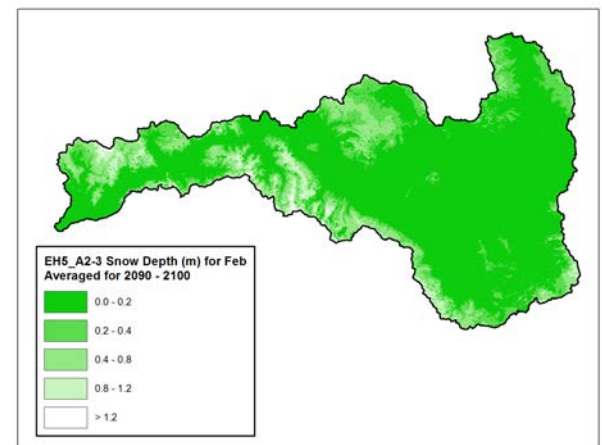 EH5_A2-3 Snow Depth (m) for Feb
Averaged for 2090 - 2100
0.0 - 0.2
0.2 - 0.4
0.4 - 0.8
0.8 - 1.2
> 1.2